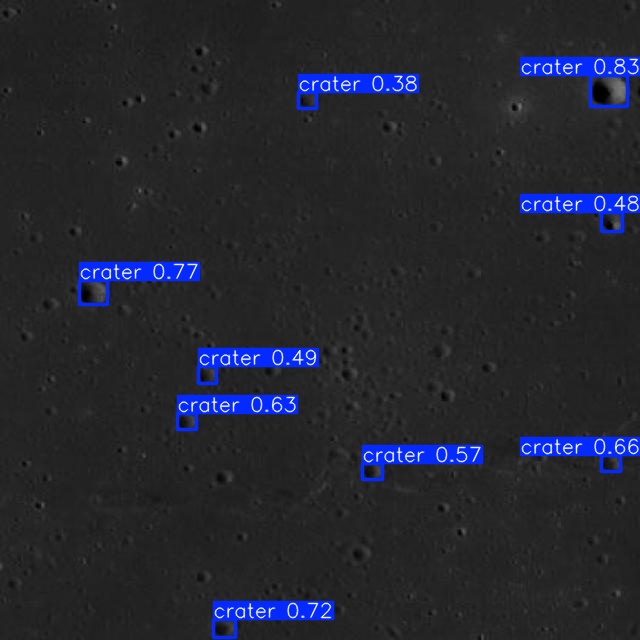 crater 0.83
crater 0.38
crater 0.48
crater 0.77
crater 0.49
crater 0.63
crater 0.66
crater 0.57
crater 0.72